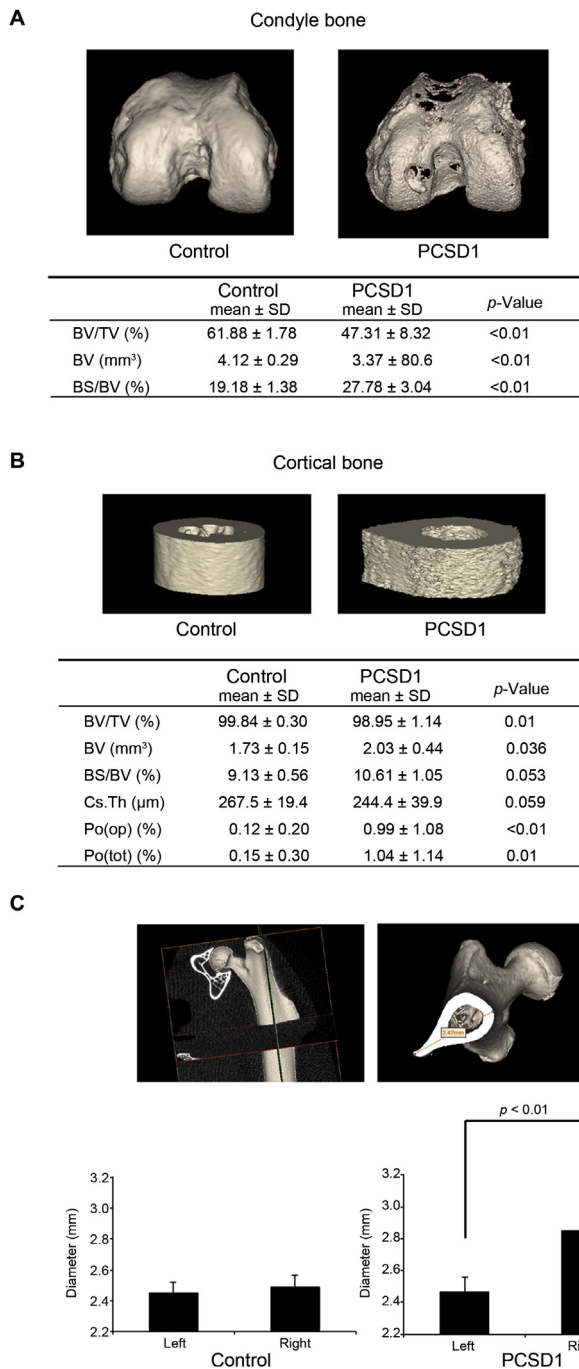 A
Condyle bone
Control PCSD1
Control PCSD1 p-Value
mean ± SD mean ± SD
BV/TV (%) 61.88 ± 1.78 47.31 ± 8.32 <0.01
BV (mm³) 4.12 ± 0.29 3.37 ± 80.6 <0.01
BS/BV (%) 19.18 ± 1.38 27.78 ± 3.04 <0.01
B
Cortical bone
Control PCSD1
Control PCSD1 p-Value
mean ± SD mean ± SD
BV/TV (%) 99.84 ± 0.30 98.95 ± 1.14 0.01
BV (mm³) 1.73 ± 0.15 2.03 ± 0.44 0.036
BS/BV (%) 9.13 ± 0.56 10.61 ± 1.05 0.053
Cs.Th (µm) 267.5 ± 19.4 244.4 ± 39.9 0.059
Po(op) (%) 0.12 ± 0.20 0.99 ± 1.08 <0.01
Po(tot) (%) 0.15 ± 0.30 1.04 ± 1.14 0.01
C
2.47mm
p < 0.01
Diameter (mm)
3.2
3.0
2.8
2.6
2.4
2.2
Left Right
Control
Diameter (mm)
3.2
3.0
2.8
2.6
2.4
2.2
Left Ri
PCSD1